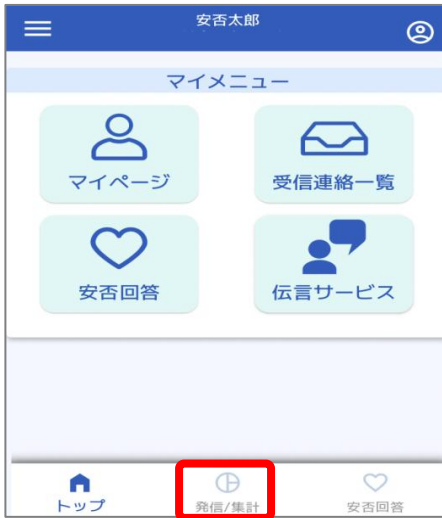 安否太郎
マイメニュー
マイページ
受信連絡一覧
安否回答
伝言サービス
トップ
発信/集計
安否回答